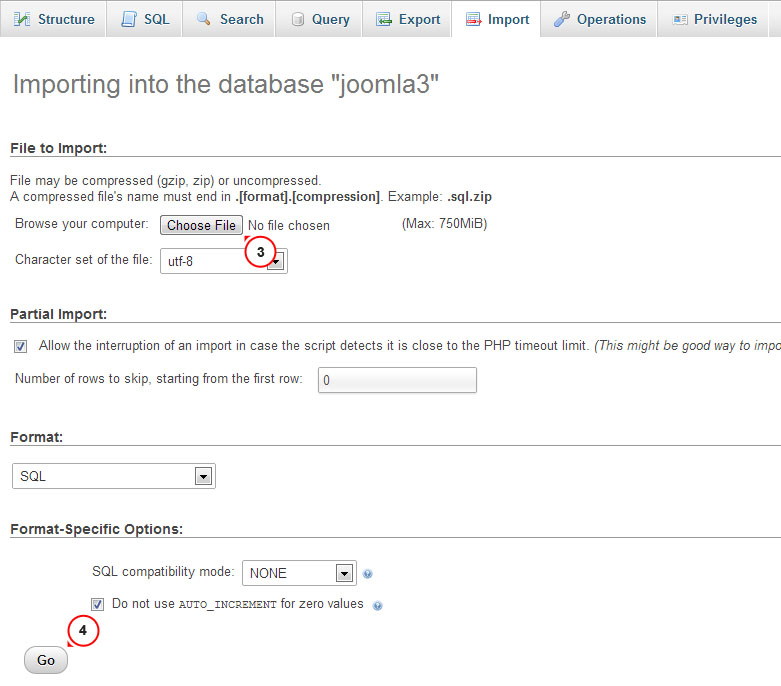 Structure SQL Search Query Export Import Operations Privileges
Importing into the database "joomla3"
File to Import:
File may be compressed (gzip, zip) or uncompressed.
A compressed file's name must end in .[format].[compression]. Example: .sql.zip
Browse your computer: Choose File No file chosen (Max: 750MiB)
3
Character set of the file: utf-8
Partial Import:
Allow the interruption of an import in case the script detects it is close to the PHP timeout limit. (This might be good way to impo
Number of rows to skip, starting from the first row: 0
Format:
SQL
Format-Specific Options:
SQL compatibility mode: NONE
Do not use AUTO_INCREMENT for zero values
4
Go